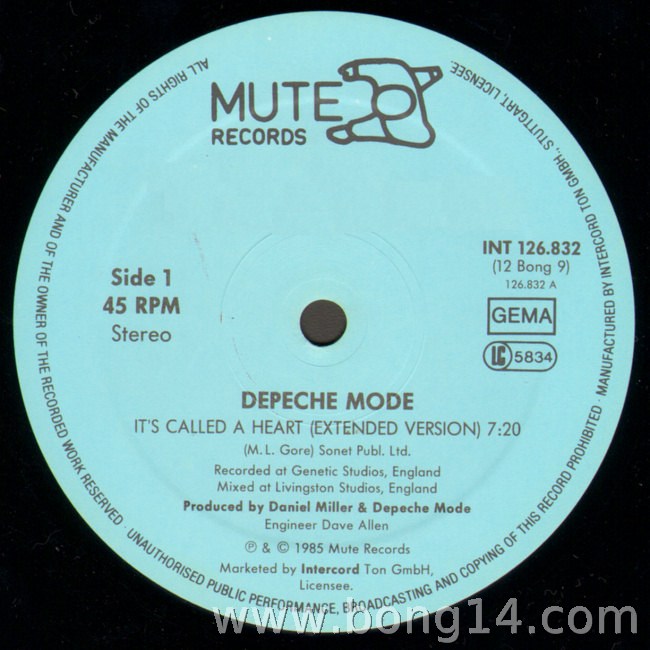 MUTE
RECORDS
Side 1
45 RPM
Stereo
INT 126.832
(12 Bong 9)
126.832 A
GEMA
LC 5834
DEPECHE MODE
IT'S CALLED A HEART (EXTENDED VERSION) 7:20
(M.L. Gore) Sonet Publ. Ltd.
Recorded at Genetic Studios, England
Mixed at Livingston Studios, England
Produced by Daniel Miller & Depeche Mode
Engineer Dave Allen
℗ & © 1985 Mute Records
Marketed by Intercord Ton GmbH,
Licensee.
ALL RIGHTS OF THE MANUFACTURER AND OF THE OWNER OF THE RECORDED WORK RESERVED · UNAUTHORISED PUBLIC PERFORMANCE, BROADCASTING AND COPYING OF THIS RECORD PROHIBITED · MANUFACTURED BY INTERCORD TON GMBH., STUTTGART, LICENSEE.
www.bong14.com